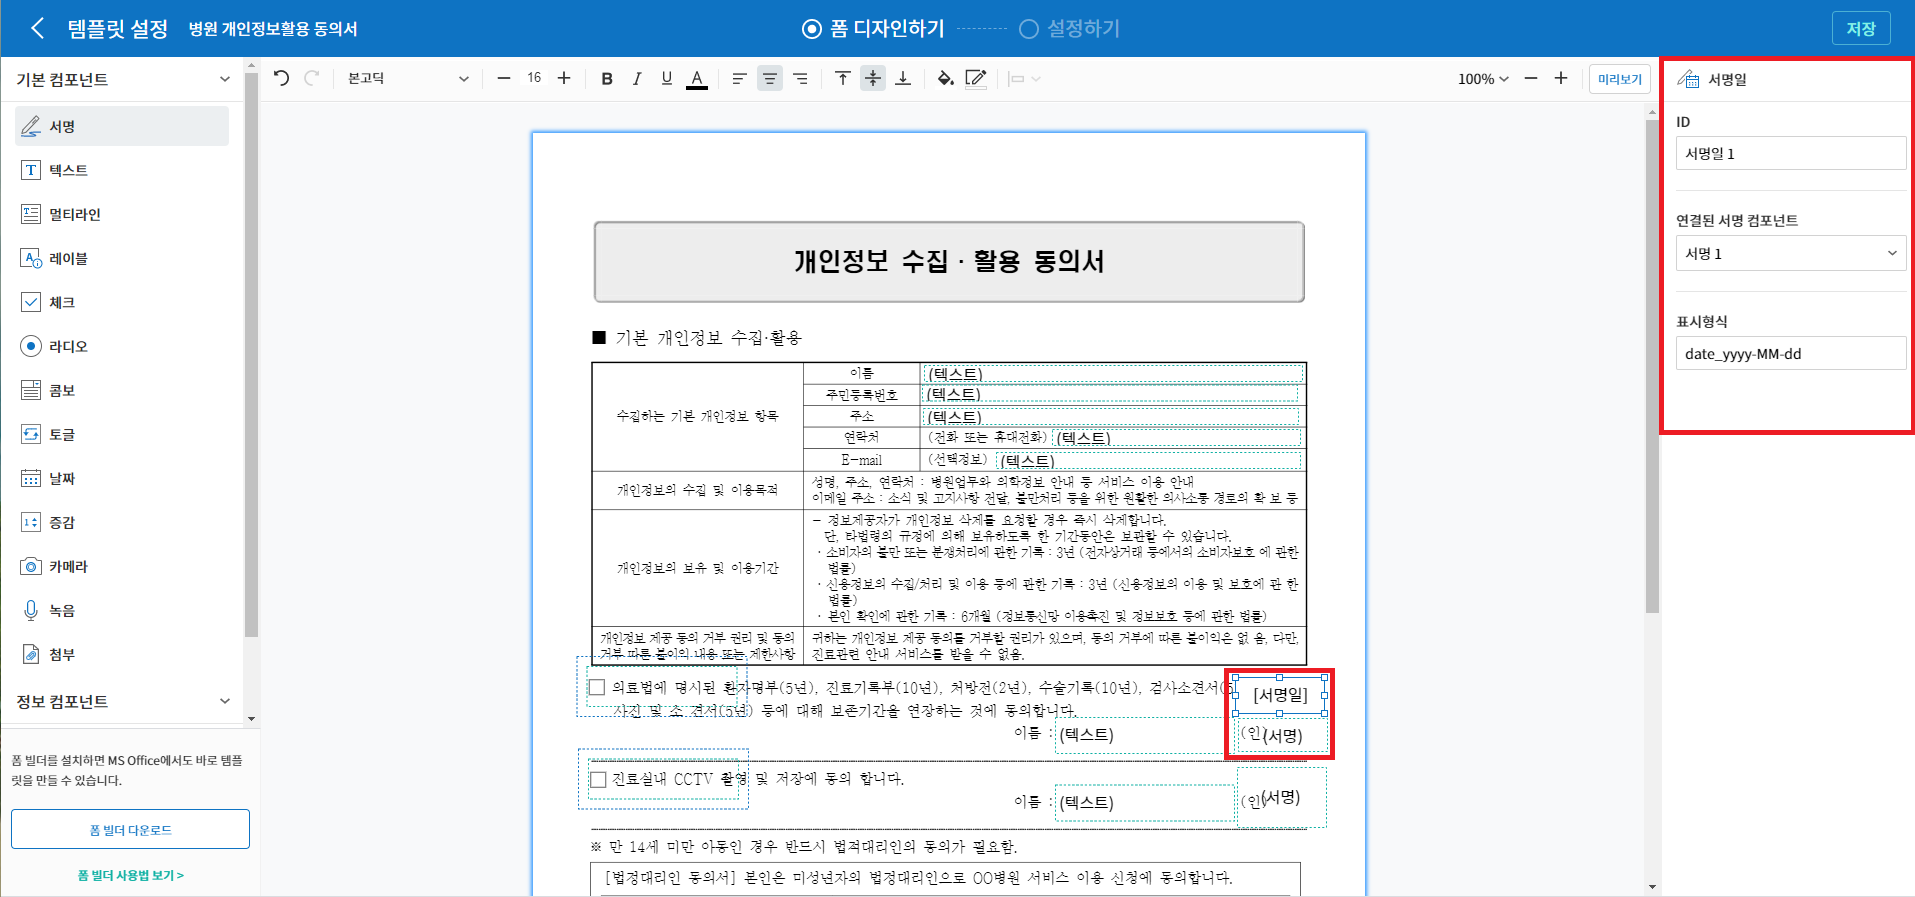 템플릿 설정 병원 개인정보활용 동의서 폼 디자인하기 설정하기 저장
기본 컴포넌트
서명
텍스트
멀티라인
레이블
체크
라디오
콤보
토글
날짜
증감
카메라
녹음
첨부
정보 컴포넌트
폼 빌더를 설치하면 MS Office에서도 바로 템플
릿을 만들 수 있습니다.
폼 빌더 다운로드
폼 빌더 사용법 보기 >
본고딕 16 B I U A 100% 미리보기
개인정보 수집 · 활용 동의서
■ 기본 개인정보 수집·활용
수집하는 기본 개인정보 항목
이름 (텍스트)
주민등록번호 (텍스트)
주소 (텍스트)
연락처 (전화 또는 휴대전화) (텍스트)
E-mail (선택정보) (텍스트)
개인정보의 수집 및 이용목적
성명, 주소, 연락처 : 병원업무와 의학정보 안내 등 서비스 이용 안내
이메일 주소 : 소식 및 고지사항 전달, 불만처리 등을 위한 원활한 의사소통 경로의 확 보 등
개인정보의 보유 및 이용기간
- 정보제공자가 개인정보 삭제를 요청할 경우 즉시 삭제합니다.
단, 타법령의 규정에 의해 보유하도록 한 기간동안은 보관할 수 있습니다.
· 소비자의 불만 또는 분쟁처리에 관한 기록 : 3년 (전자상거래 등에서의 소비자보호 에 관한
법률)
· 신용정보의 수집/처리 및 이용 등에 관한 기록 : 3년 (신용정보의 이용 및 보호에 관 한
법률)
· 본인 확인에 관한 기록 : 6개월 (정보통신망 이용촉진 및 정보보호 등에 관한 법률)
개인정보 제공 동의 거부 권리 및 동의
거부 따른 불이익 내용 또는 제한사항
귀하는 개인정보 제공 동의를 거부할 권리가 있으며, 동의 거부에 따른 불이익은 없 음, 다만,
진료관련 안내 서비스를 받을 수 없음.
의료법에 명시된 환자명부(5년), 진료기록부(10년), 처방전(2년), 수술기록(10년), 검사소견서(5
[서명일]
사진 및 소 견서(5년) 등에 대해 보존기간을 연장하는 것에 동의합니다.
이름 : (텍스트) (인) (서명)
진료실내 CCTV 촬영 및 저장에 동의 합니다.
이름 : (텍스트) (인) (서명)
※ 만 14세 미만 아동인 경우 반드시 법적대리인의 동의가 필요함.
[법정대리인 동의서] 본인은 미성년자의 법정대리인으로 OO병원 서비스 이용 신청에 동의합니다.
서명일
ID
서명일 1
연결된 서명 컴포넌트
서명 1
표시형식
date_yyyy-MM-dd